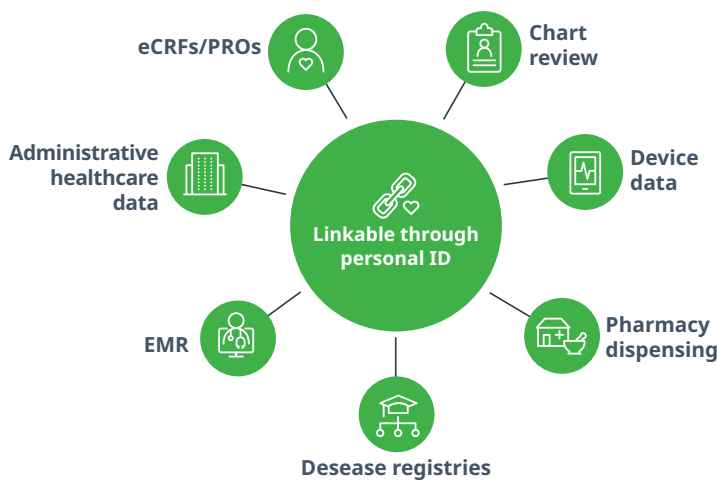 eCRFs/PROs
Chart
review
Administrative
healthcare
data
Device
data
Linkable through
personal ID
EMR
Pharmacy
dispensing
Desease registries